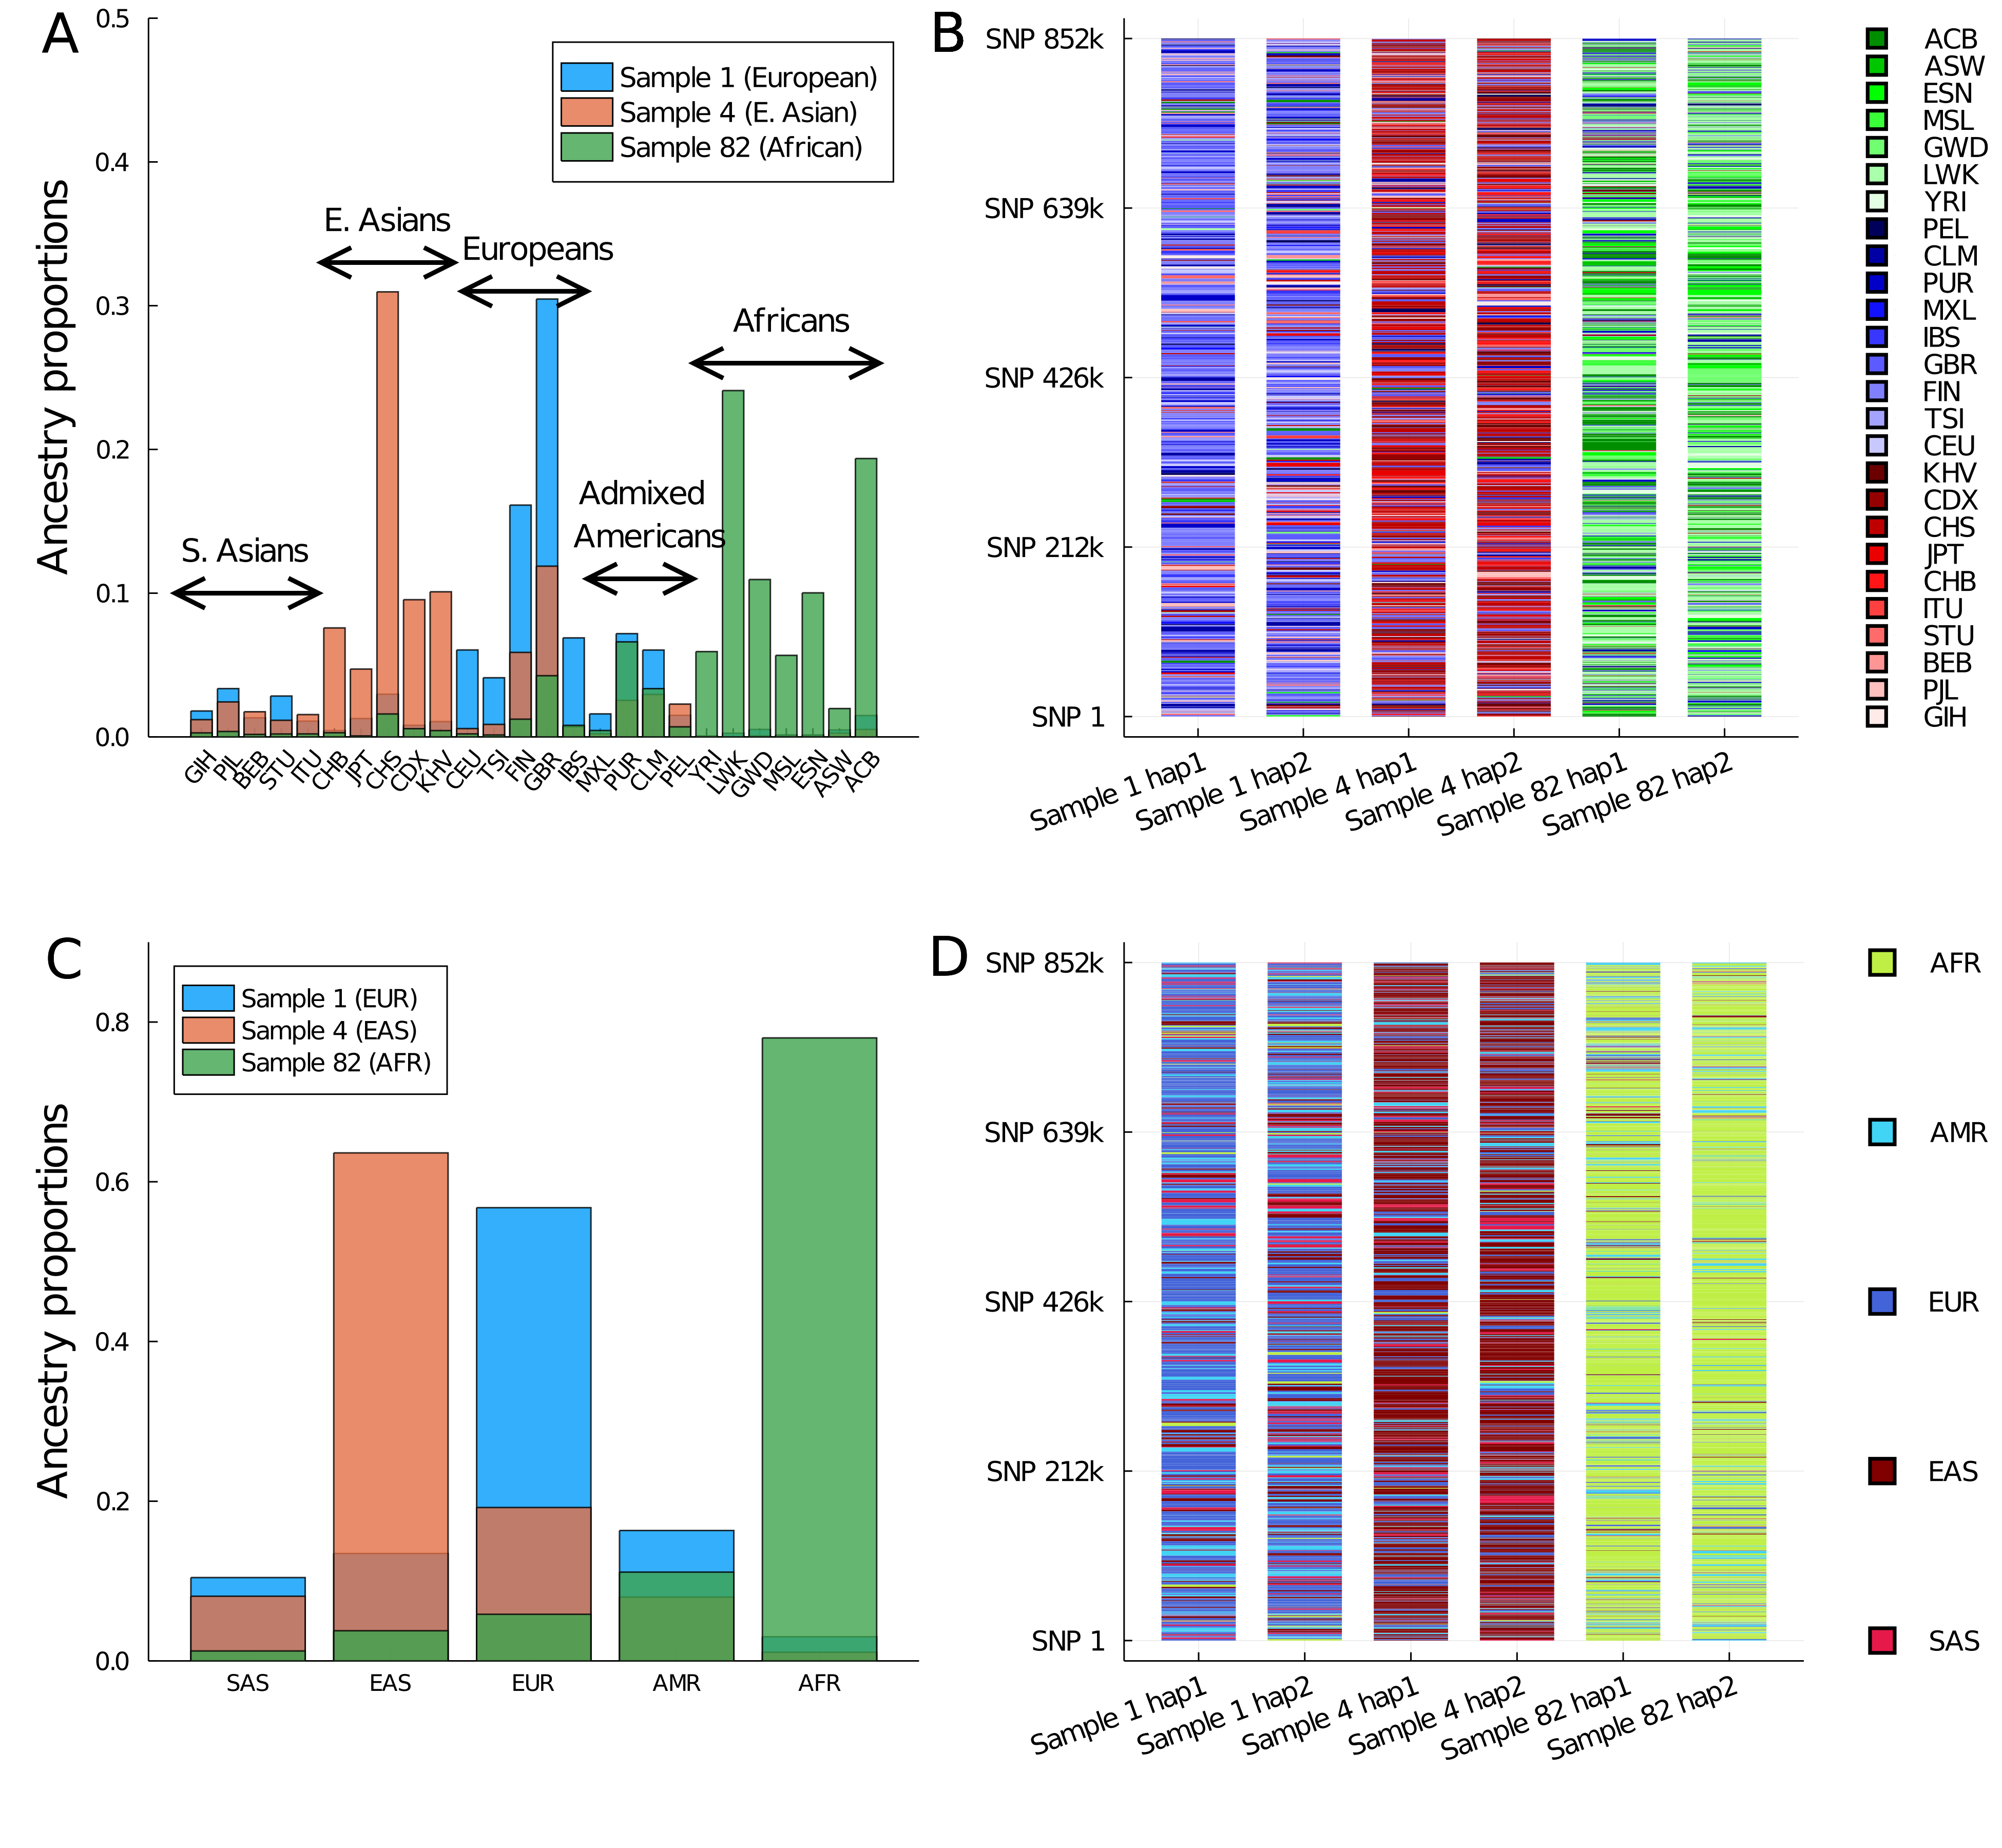 A
0.5
0.4
0.3
0.2
0.1
0.0
Ancestry proportions
Sample 1 (European)
Sample 4 (E. Asian)
Sample 82 (African)
E. Asians
Europeans
Africans
Admixed
Americans
S. Asians
GIH
PJL
BEB
STU
ITU
CHB
JPT
CHS
CDX
KHV
CEU
TSI
FIN
GBR
IBS
MXL
PUR
CLM
PEL
YRI
LWK
GWD
MSL
ESN
ASW
ACB
B
SNP 852k
SNP 639k
SNP 426k
SNP 212k
SNP 1
Sample 1 hap1
Sample 1 hap2
Sample 4 hap1
Sample 4 hap2
Sample 82 hap1
Sample 82 hap2
ACB
ASW
ESN
MSL
GWD
LWK
YRI
PEL
CLM
PUR
MXL
IBS
GBR
FIN
TSI
CEU
KHV
CDX
CHS
JPT
CHB
ITU
STU
BEB
PJL
GIH
C
0.8
0.6
0.4
0.2
0.0
Ancestry proportions
Sample 1 (EUR)
Sample 4 (EAS)
Sample 82 (AFR)
SAS
EAS
EUR
AMR
AFR
D
SNP 852k
SNP 639k
SNP 426k
SNP 212k
SNP 1
Sample 1 hap1
Sample 1 hap2
Sample 4 hap1
Sample 4 hap2
Sample 82 hap1
Sample 82 hap2
AFR
AMR
EUR
EAS
SAS